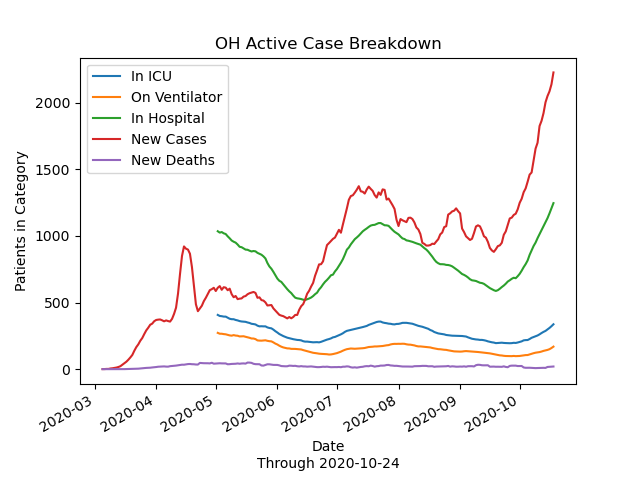 OH Active Case Breakdown
In ICU
On Ventilator
In Hospital
New Cases
New Deaths
Patients in Category
2000
1500
1000
500
0
2020-03
2020-04
2020-05
2020-06
2020-07
2020-08
2020-09
2020-10
Date
Through 2020-10-24